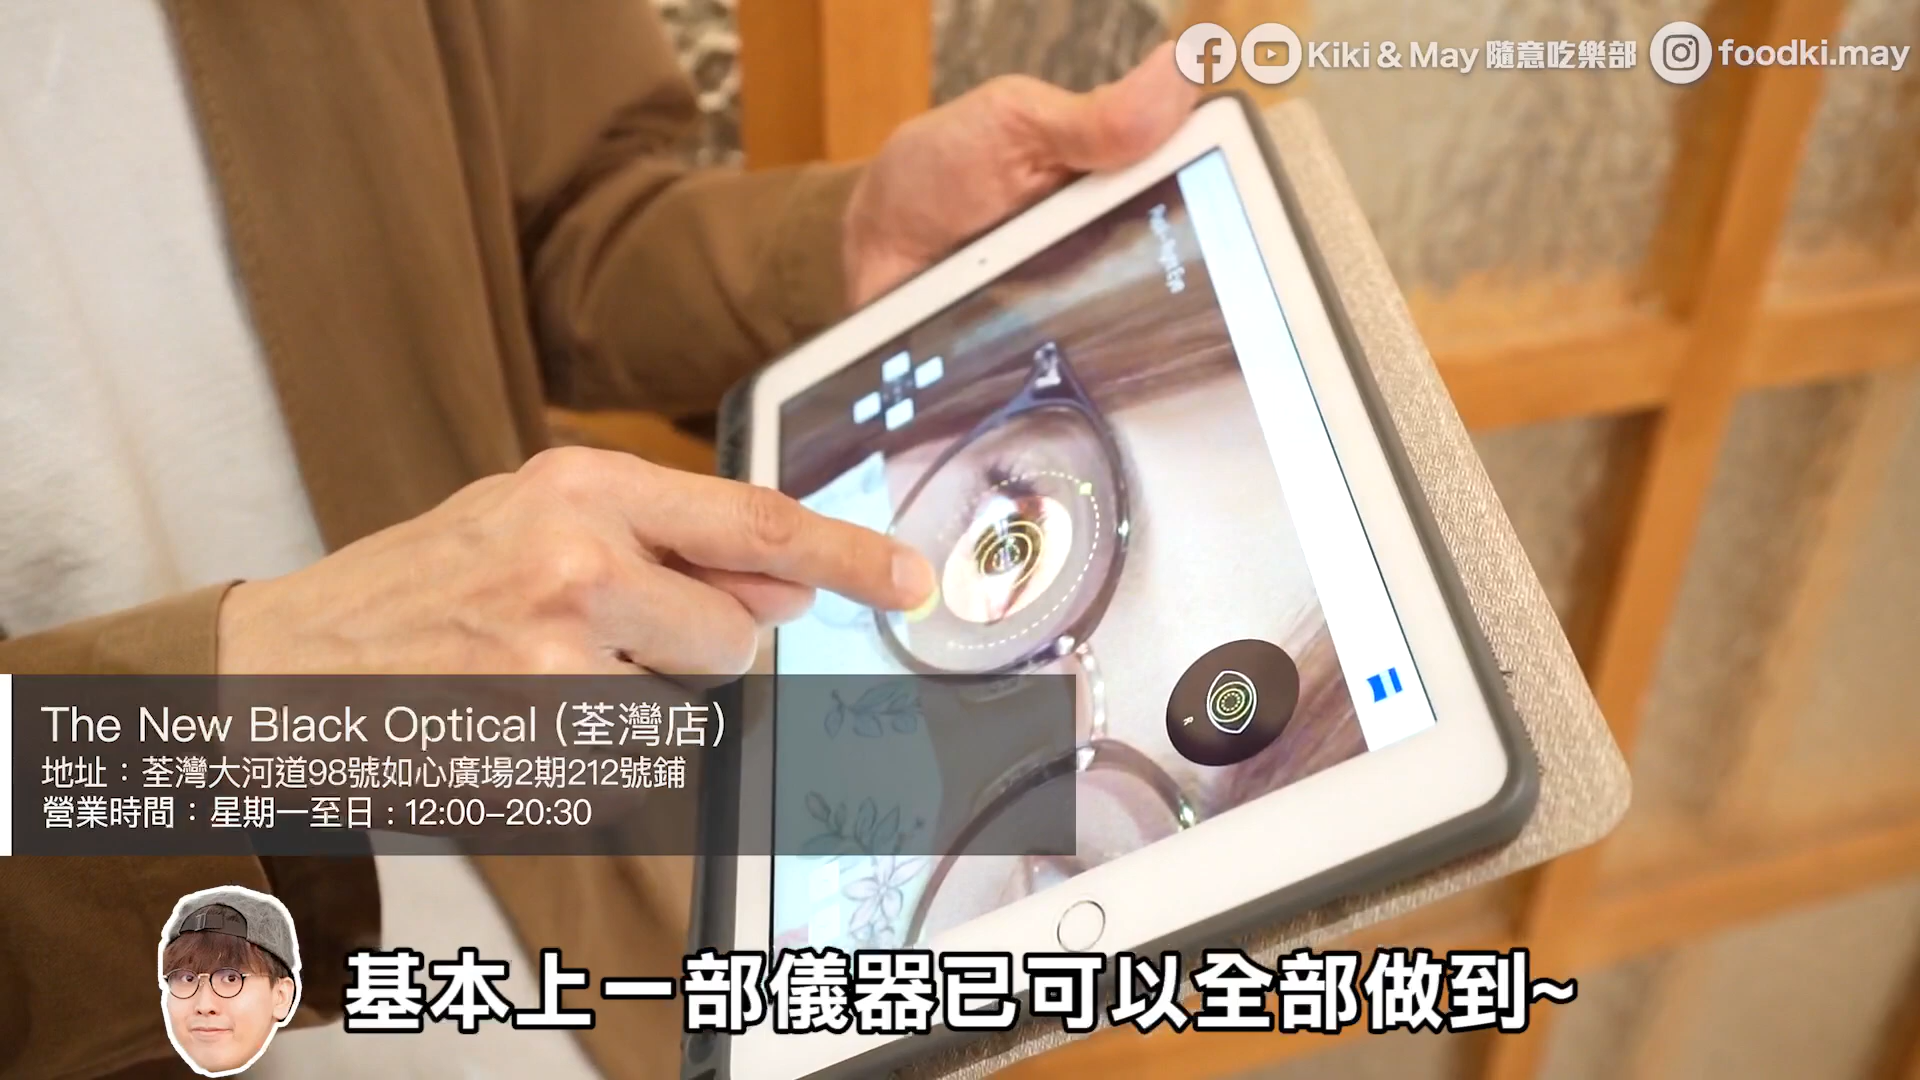 Kiki & May 隨意吃樂部 foodki.may
The New Black Optical (荃灣店)
地址：荃灣大河道98號如心廣場2期212號鋪
營業時間：星期一至日 : 12:00-20:30
基本上一部儀器已可以全部做到~